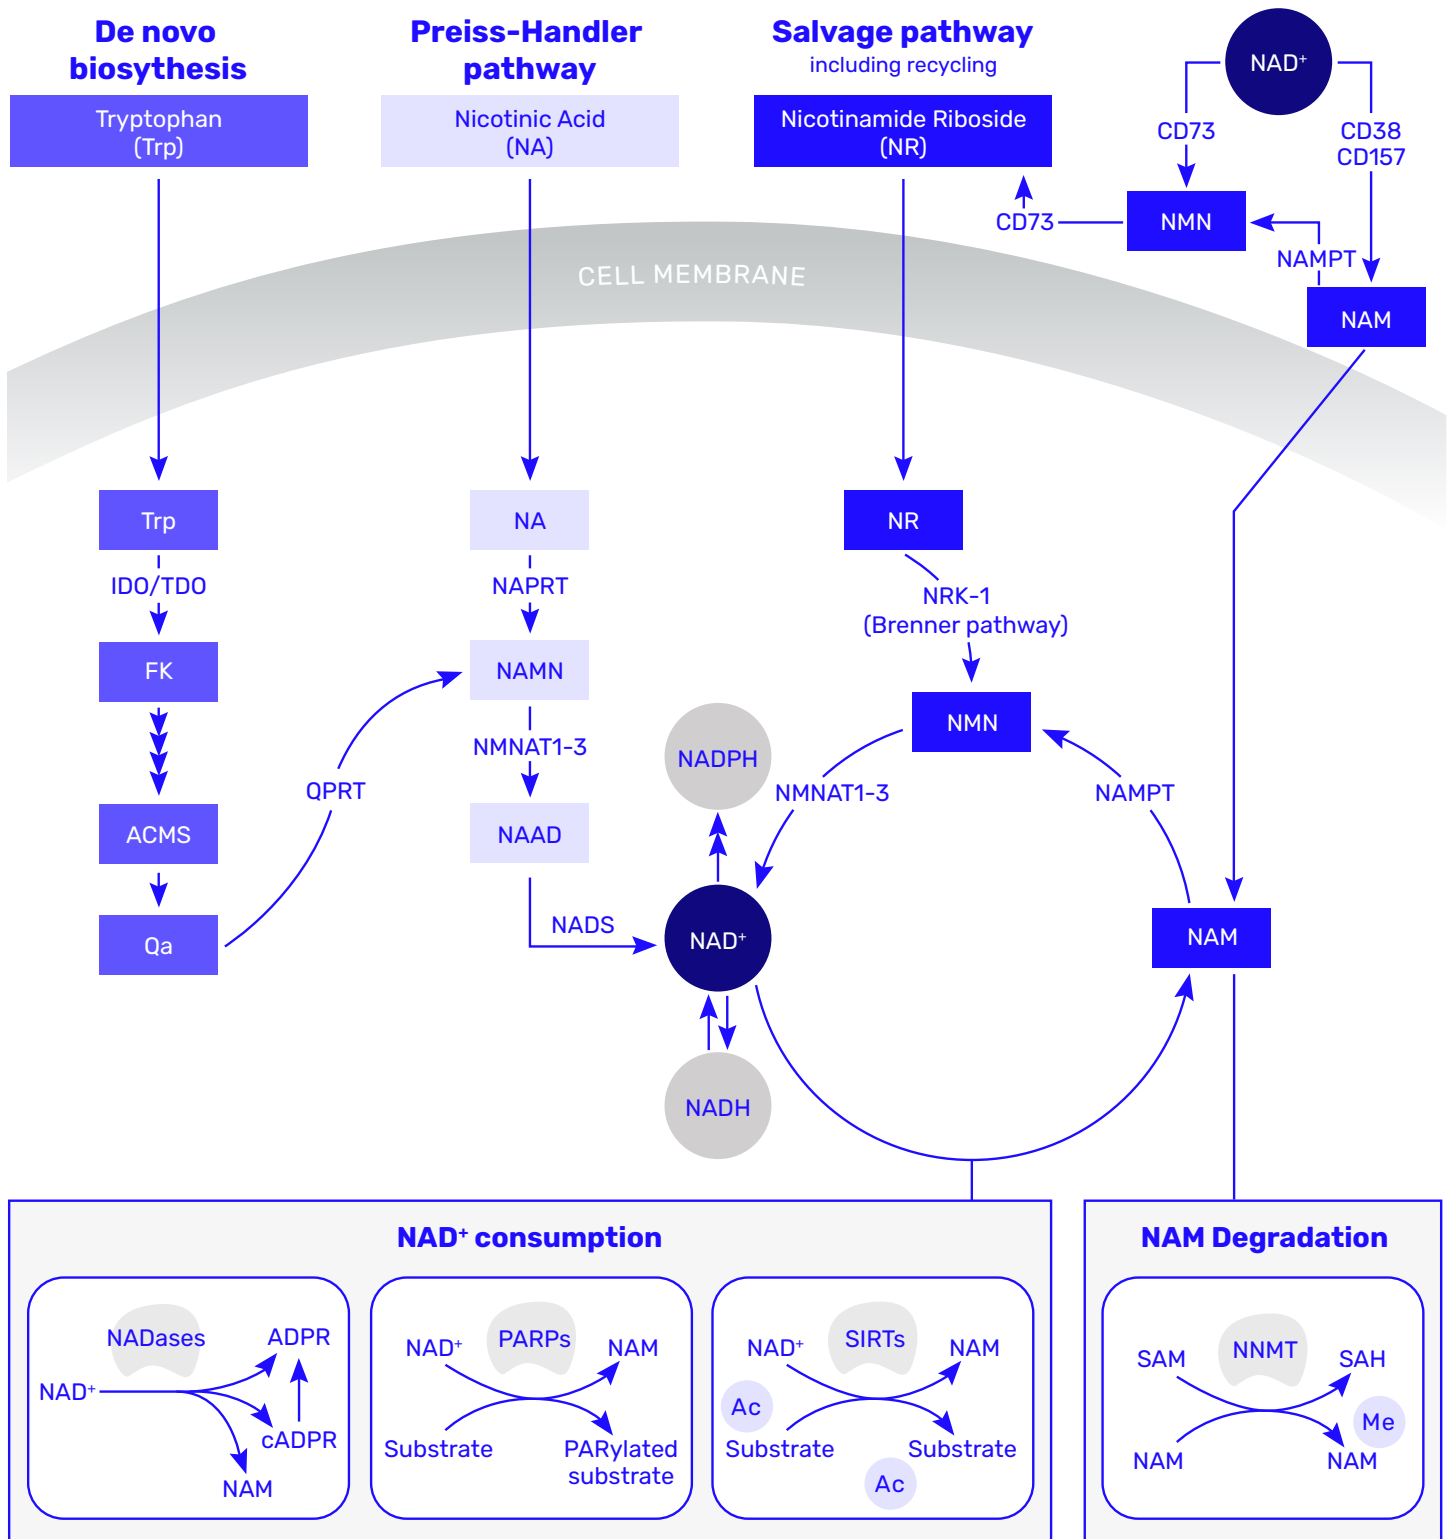 De novo
biosythesis
Preiss-Handler
pathway
Salvage pathway
including recycling
NAD⁺
Tryptophan
(Trp)
Nicotinic Acid
(NA)
Nicotinamide Riboside
(NR)
CD73
CD38
CD157
CD73
NMN
NAMPT
NAM
CELL MEMBRANE
Trp
NA
NR
IDO/TDO
NAPRT
NRK-1
(Brenner pathway)
FK
NAMN
NMN
NMNAT1-3
NADPH
QPRT
NMNAT1-3
NAMPT
ACMS
NAAD
NADS
NAD⁺
NAM
Qa
NADH
NAD⁺ consumption
NADases
ADPR
NAD⁺
cADPR
NAM
NAD⁺
PARPs
NAM
Substrate
PARylated
substrate
NAD⁺
SIRTs
NAM
Ac
Substrate
Substrate
Ac
NAM Degradation
SAM
NNMT
SAH
Me
NAM
NAM